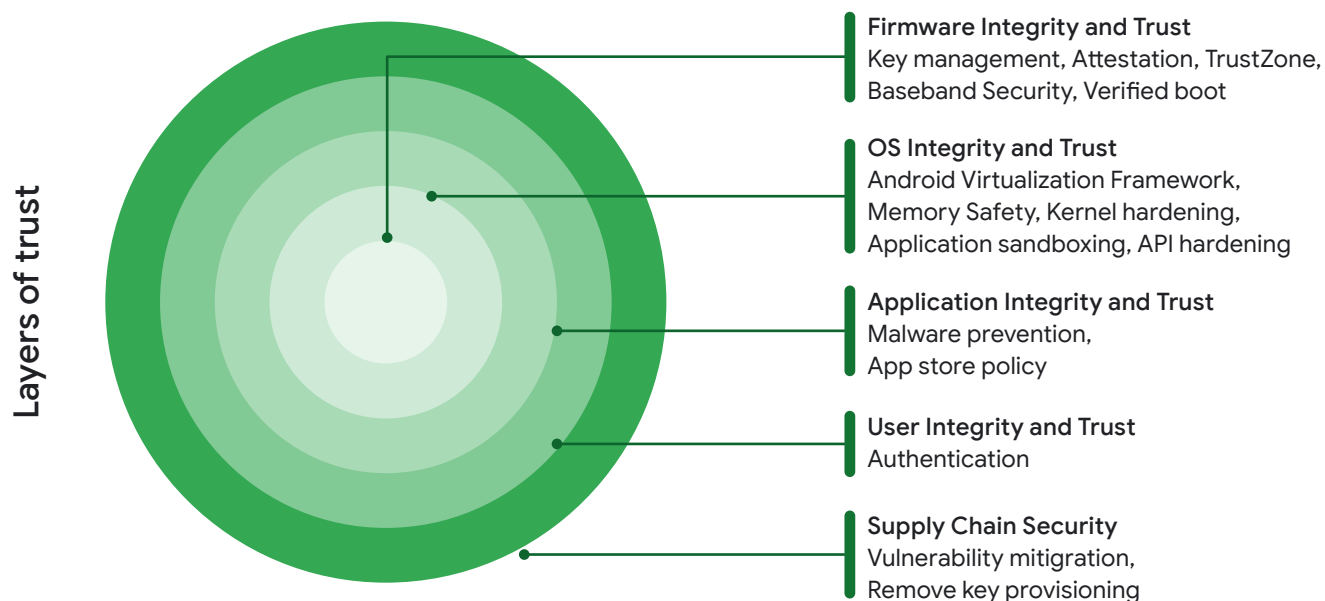 Layers of trust
Firmware Integrity and Trust
Key management, Attestation, TrustZone,
Baseband Security, Verified boot
OS Integrity and Trust
Android Virtualization Framework,
Memory Safety, Kernel hardening,
Application sandboxing, API hardening
Application Integrity and Trust
Malware prevention,
App store policy
User Integrity and Trust
Authentication
Supply Chain Security
Vulnerability mitigration,
Remove key provisioning